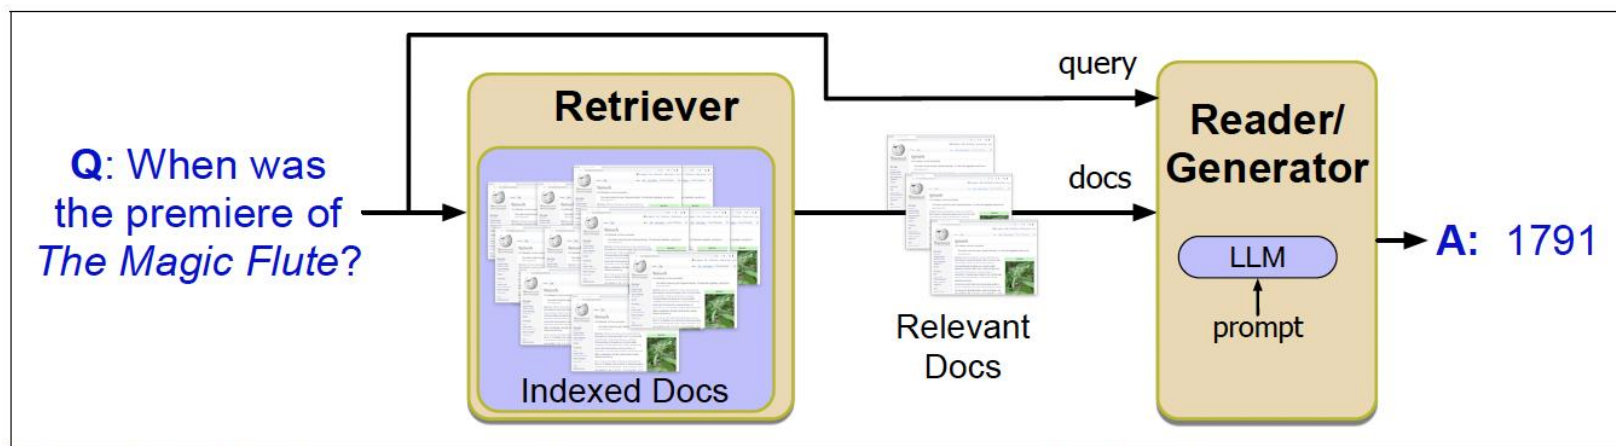 Q: When was
the premiere of
The Magic Flute?
Retriever
Indexed Docs
query
docs
Relevant
Docs
Reader/
Generator
LLM
prompt
A: 1791